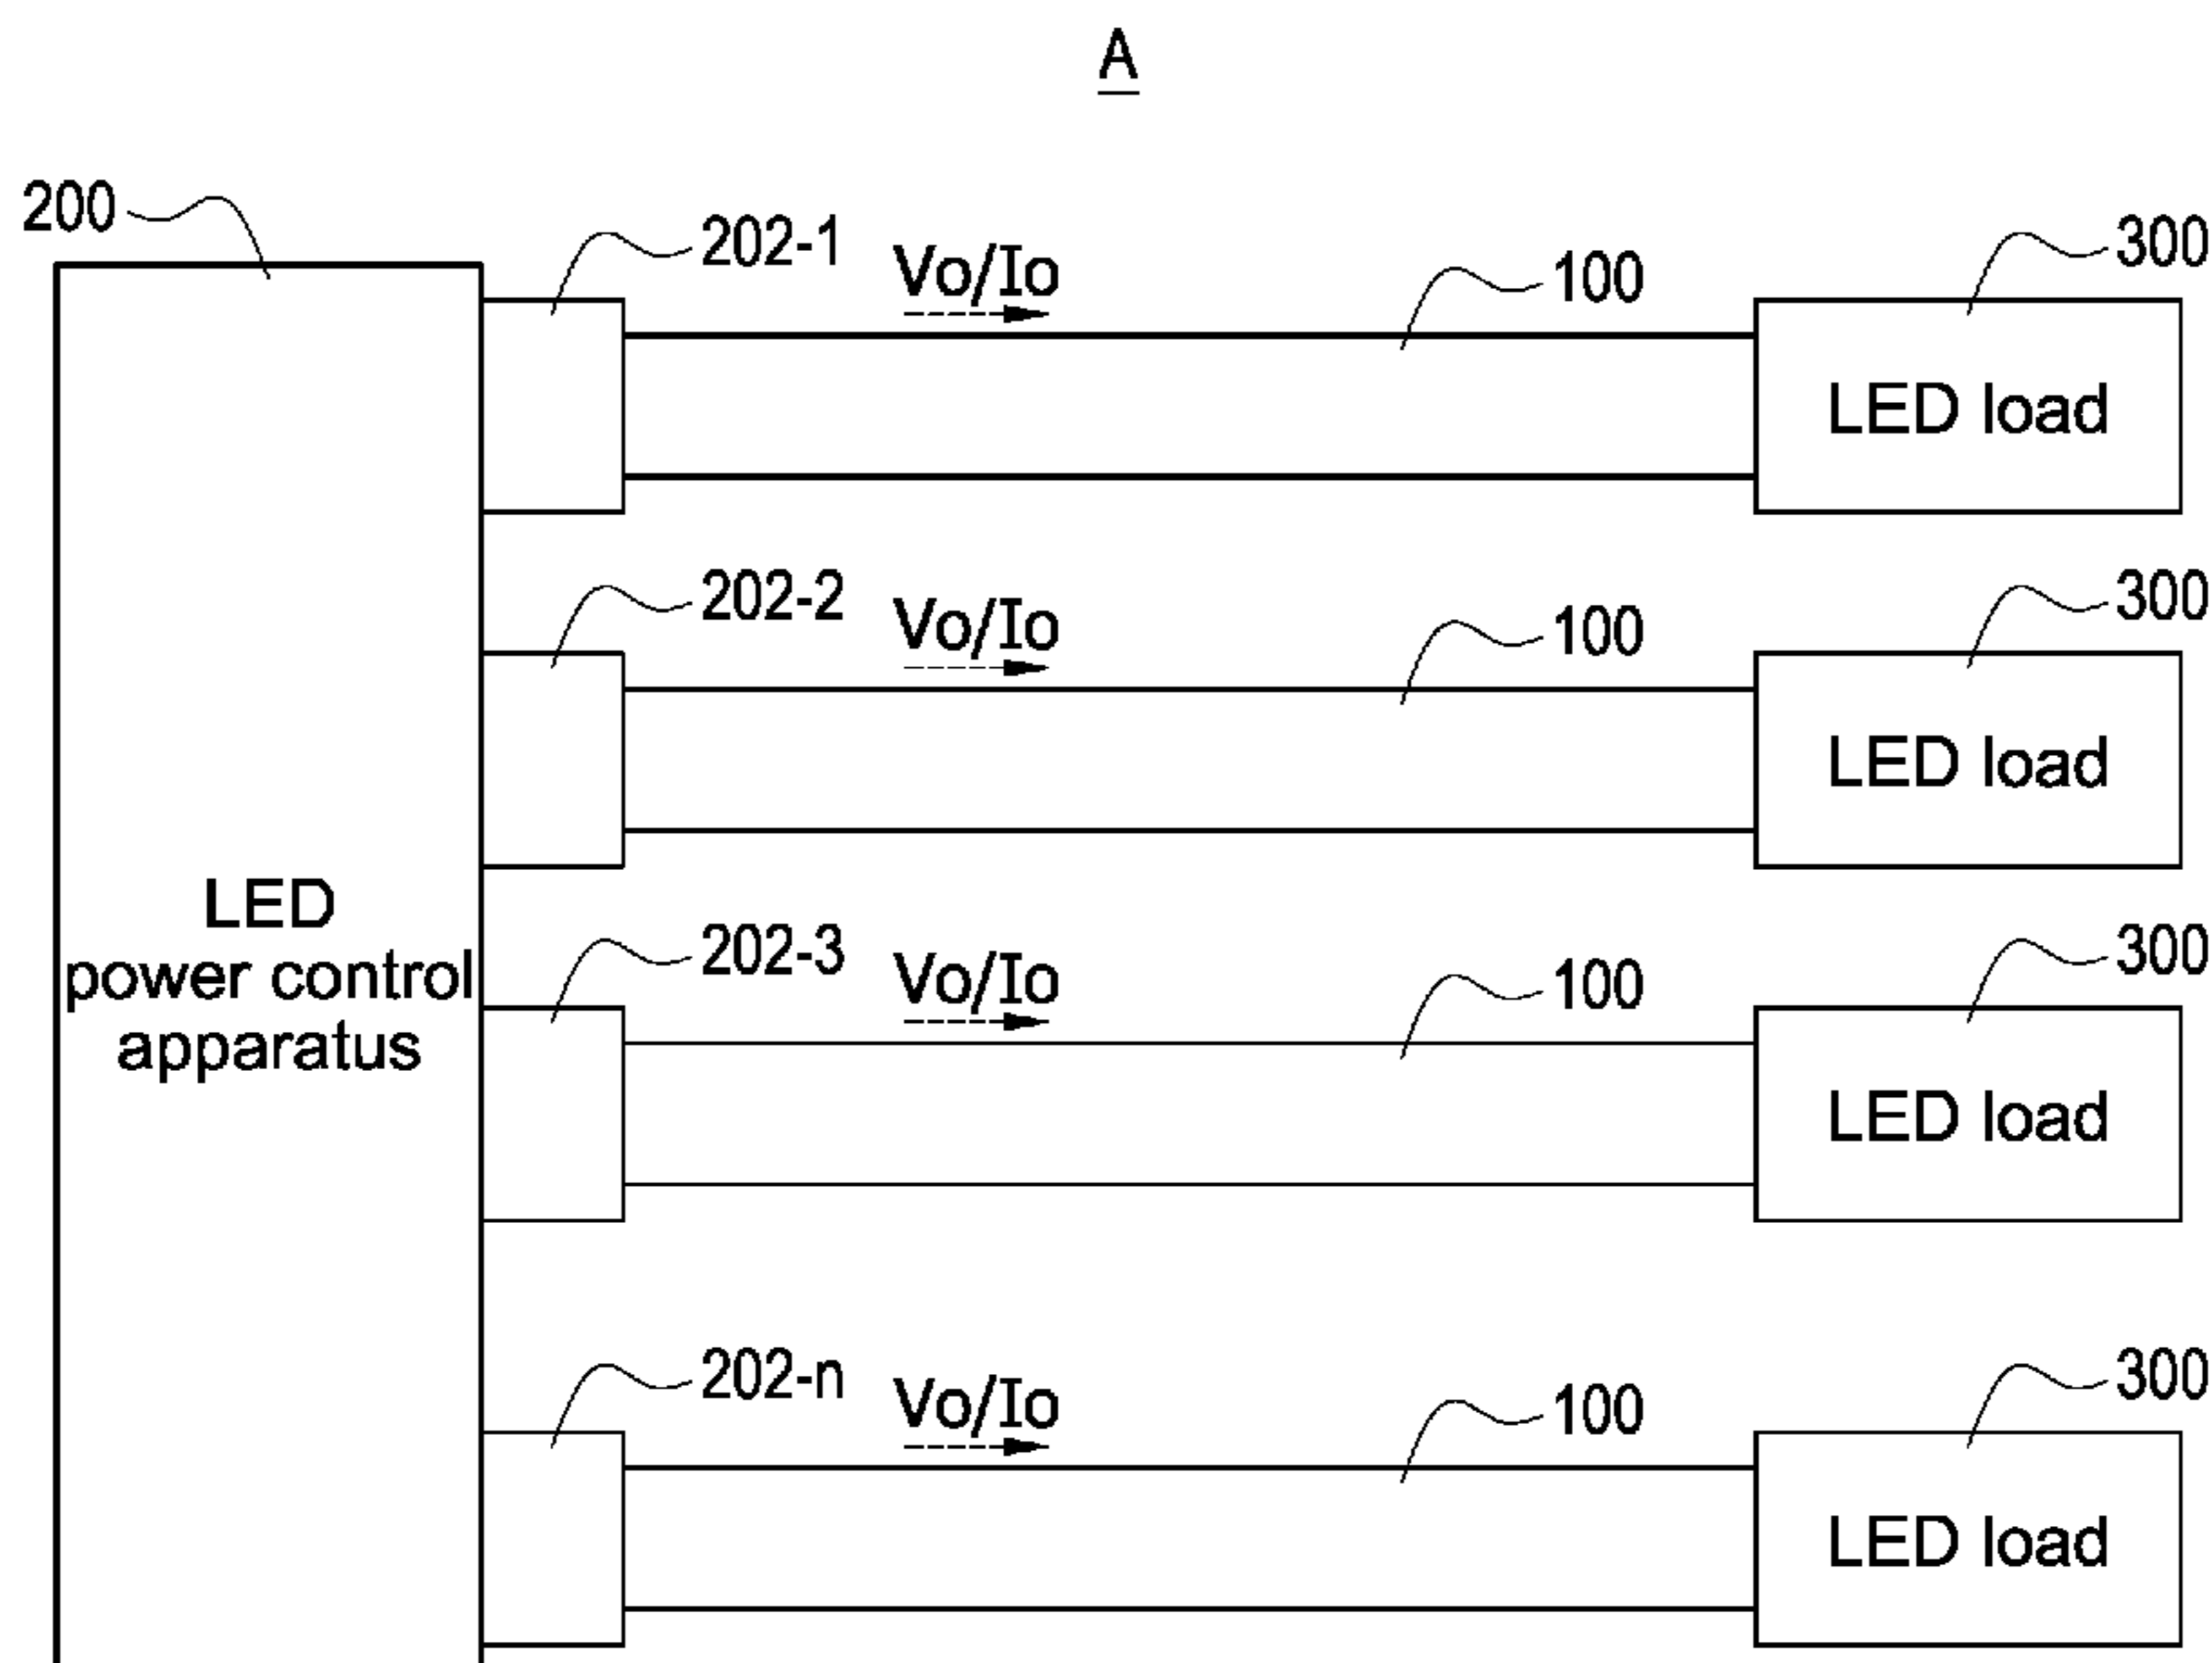 A
200
202-1
Vo/Io
100
300
LED load
202-2
Vo/Io
100
300
LED load
LED
power control
apparatus
202-3
Vo/Io
100
300
LED load
202-n
Vo/Io
100
300
LED load